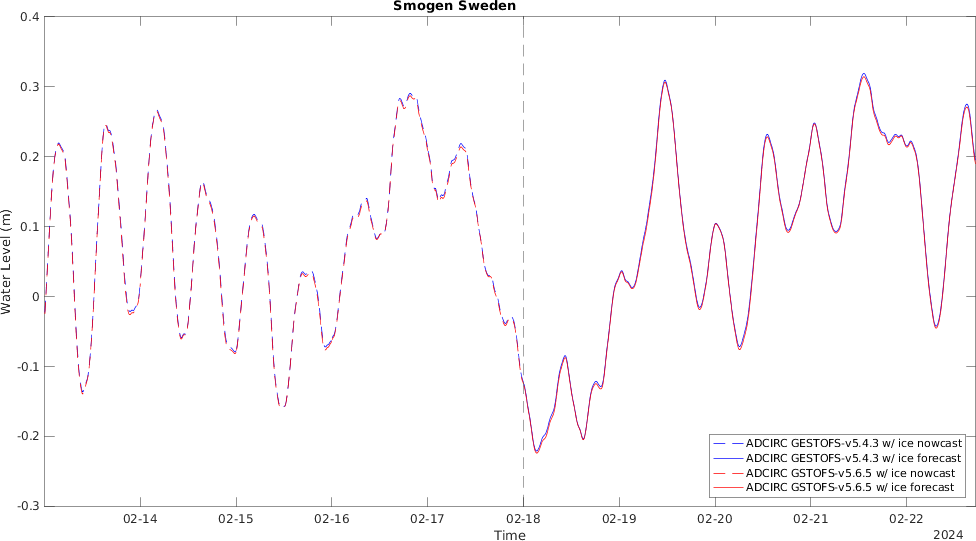 Smogen Sweden
0.4
0.3
0.2
0.1
0
-0.1
-0.2
-0.3
Water Level (m)
ADCIRC GESTOFS-v5.4.3 w/ ice nowcast
ADCIRC GESTOFS-v5.4.3 w/ ice forecast
ADCIRC GSTOFS-v5.6.5 w/ ice nowcast
ADCIRC GSTOFS-v5.6.5 w/ ice forecast
02-14 02-15 02-16 02-17 02-18 02-19 02-20 02-21 02-22
Time
2024